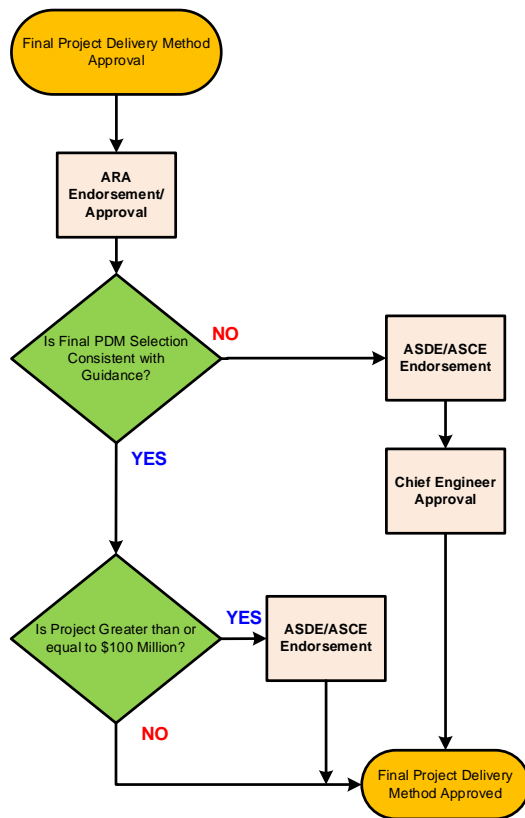 Final Project Delivery Method
Approval
ARA
Endorsement/
Approval
Is Final PDM Selection
Consistent with
Guidance?
NO
ASDE/ASCE
Endorsement
YES
Chief Engineer
Approval
Is Project Greater than or
equal to $100 Million?
YES
ASDE/ASCE
Endorsement
NO
Final Project Delivery
Method Approved